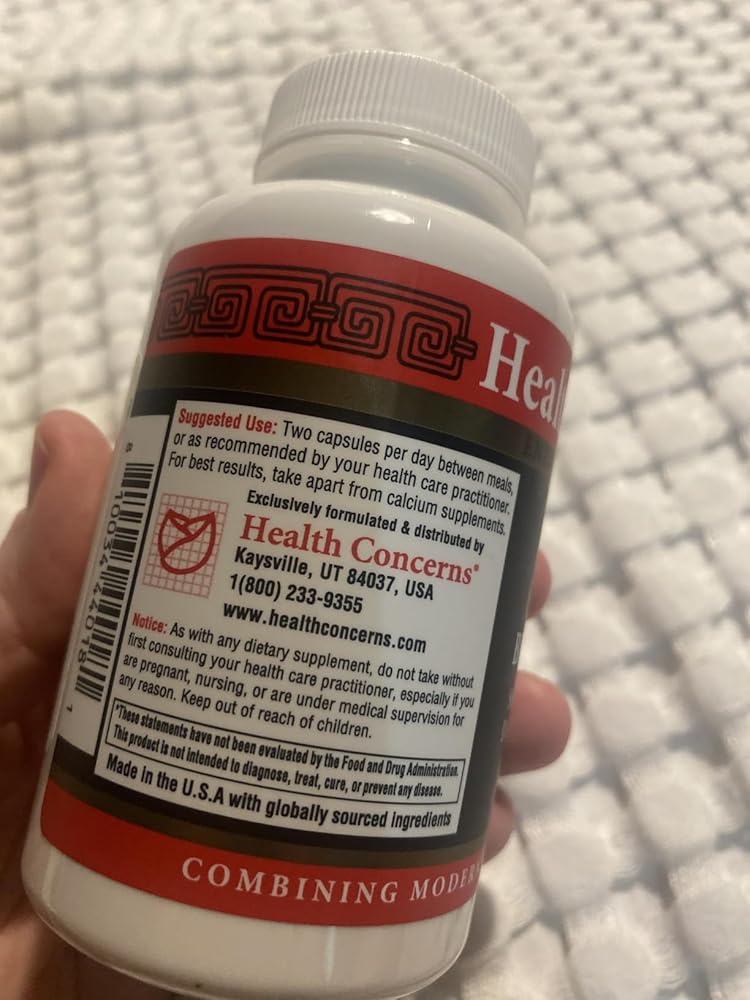 Heal
Suggested Use: Two capsules per day between meals,
or as recommended by your health care practitioner.
For best results, take apart from calcium supplements.
Exclusively formulated & distributed by
Health Concerns®
Kaysville, UT 84037, USA
1(800) 233-9355
www.healthconcerns.com
Notice: As with any dietary supplement, do not take without
first consulting your health care practitioner, especially if you
are pregnant, nursing, or are under medical supervision for
any reason. Keep out of reach of children.
*These statements have not been evaluated by the Food and Drug Administration.
This product is not intended to diagnose, treat, cure, or prevent any disease.
Made in the U.S.A with globally sourced ingredients
COMBINING MODER
8 10034 44018 1